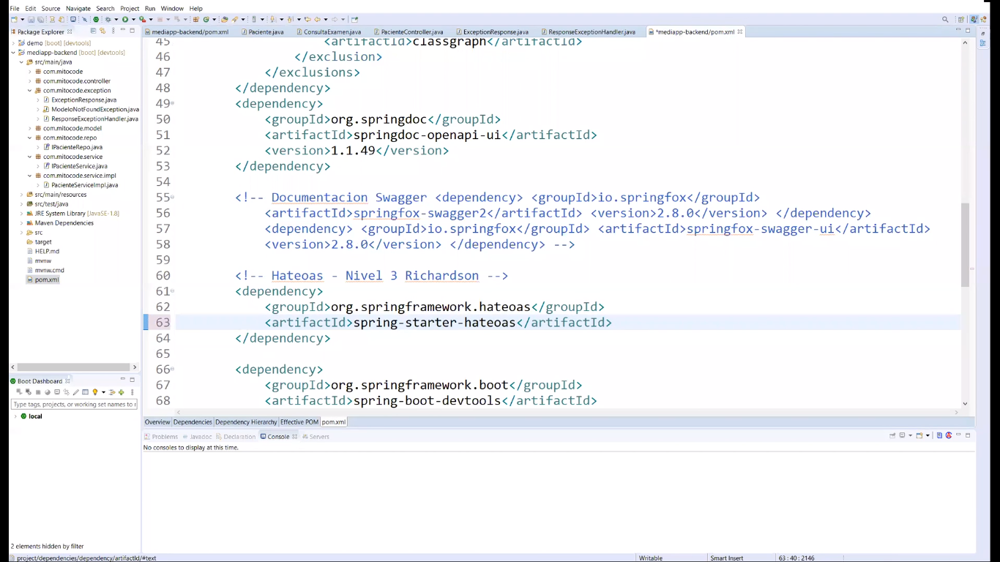 File Edit Source Navigate Search Project Run Window Help
Package Explorer
mediapp-backend/pom.xml Paciente.java ConsultaExamen.java PacienteController.java ExceptionResponse.java ResponseExceptionHandler.java *mediapp-backend/pom.xml
demo [boot] [devtools]
mediapp-backend [boot] [devtools]
src/main/java
com.mitocode
com.mitocode.controller
com.mitocode.exception
ExceptionResponse.java
ModeloNotFoundException.java
ResponseExceptionHandler.java
com.mitocode.model
com.mitocode.repo
IPacienteRepo.java
com.mitocode.service
IPacienteService.java
com.mitocode.service.impl
PacienteServiceImpl.java
src/main/resources
src/test/java
JRE System Library [JavaSE-1.8]
Maven Dependencies
src
target
HELP.md
mvnw
mvnw.cmd
pom.xml
45 <artifactId>classgraph</artifactId>
46 </exclusion>
47 </exclusions>
48 </dependency>
49 <dependency>
50 <groupId>org.springdoc</groupId>
51 <artifactId>springdoc-openapi-ui</artifactId>
52 <version>1.1.49</version>
53 </dependency>
54
55 <!-- Documentacion Swagger <dependency> <groupId>io.springfox</groupId>
56 <artifactId>springfox-swagger2</artifactId> <version>2.8.0</version> </dependency>
57 <dependency> <groupId>io.springfox</groupId> <artifactId>springfox-swagger-ui</artifactId>
58 <version>2.8.0</version> </dependency> -->
59
60 <!-- Hateoas - Nivel 3 Richardson -->
61 <dependency>
62 <groupId>org.springframework.hateoas</groupId>
63 <artifactId>spring-starter-hateoas</artifactId>
64 </dependency>
65
66 <dependency>
67 <groupId>org.springframework.boot</groupId>
68 <artifactId>spring-boot-devtools</artifactId>
Overview Dependencies Dependency Hierarchy Effective POM pom.xml
Boot Dashboard
Type tags, projects, or working set names to
local
2 elements hidden by filter
Problems Javadoc Declaration Console Servers
No consoles to display at this time.
project/dependencies/dependency/artifactId/#text
Writable Smart Insert 63 : 40 : 2146